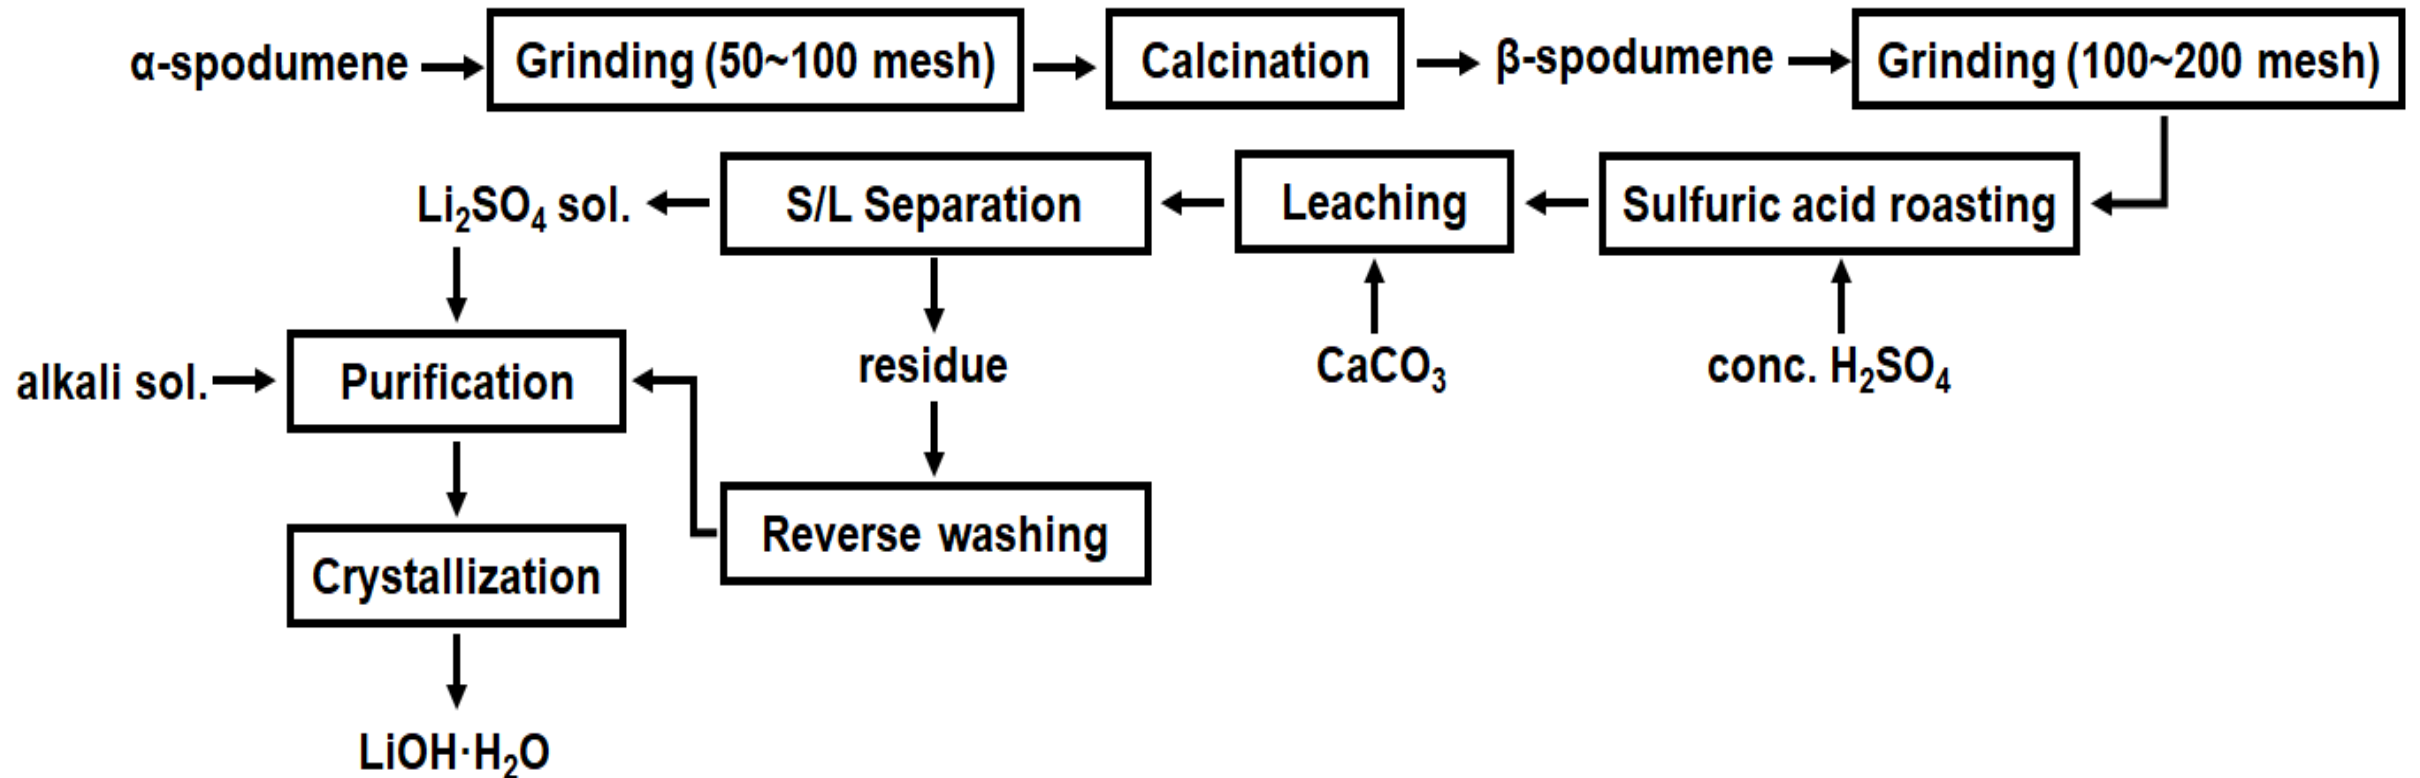 α-spodumene
Grinding (50~100 mesh)
Calcination
β-spodumene
Grinding (100~200 mesh)
Sulfuric acid roasting
conc. H₂SO₄
Leaching
CaCO₃
S/L Separation
Li₂SO₄ sol.
residue
Reverse washing
alkali sol.
Purification
Crystallization
LiOH·H₂O